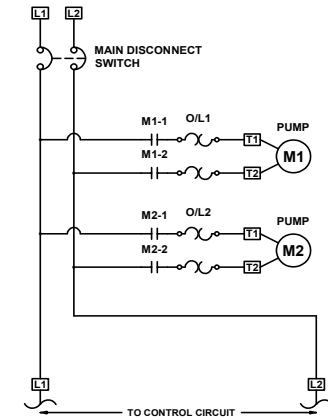 L1 L2
MAIN DISCONNECT
SWITCH
M1-1 O/L1 PUMP
T1 M1
M1-2
T2
M2-1 O/L2 PUMP
T1 M2
M2-2
T2
L1 L2
TO CONTROL CIRCUIT